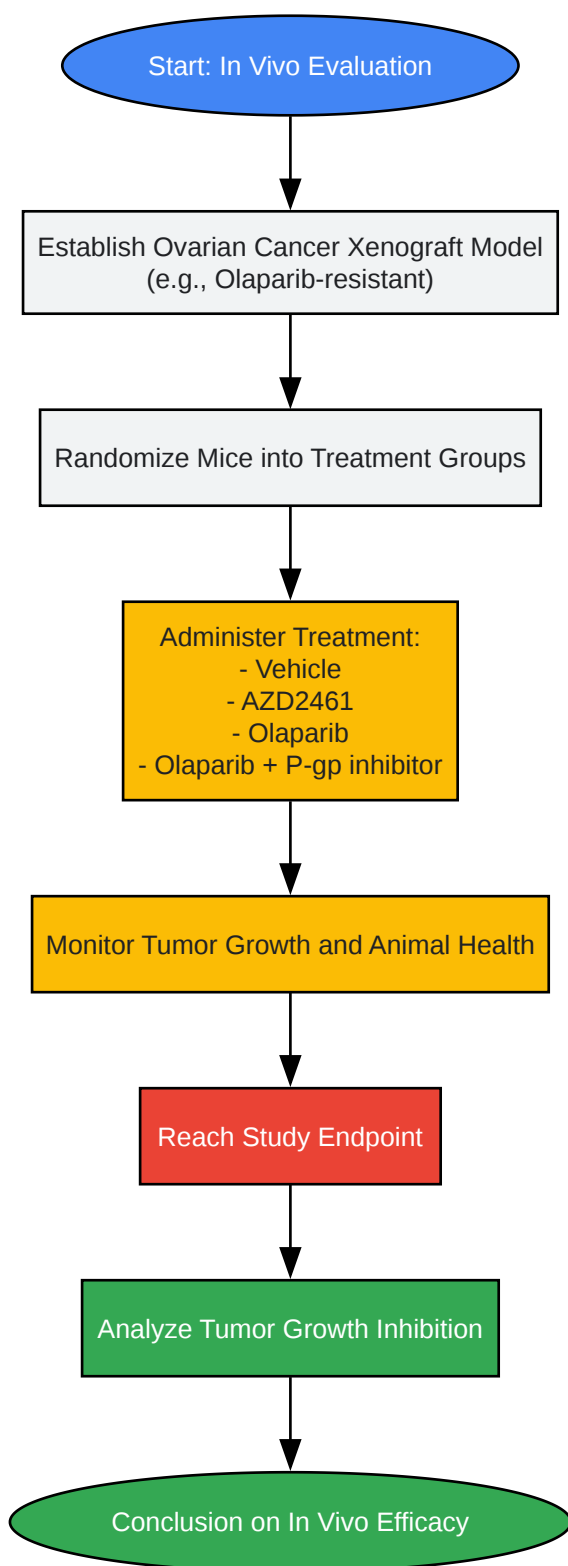 Start: In Vivo Evaluation
Establish Ovarian Cancer Xenograft Model
(e.g., Olaparib-resistant)
Randomize Mice into Treatment Groups
Administer Treatment:
- Vehicle
- AZD2461
- Olaparib
- Olaparib + P-gp inhibitor
Monitor Tumor Growth and Animal Health
Reach Study Endpoint
Analyze Tumor Growth Inhibition
Conclusion on In Vivo Efficacy